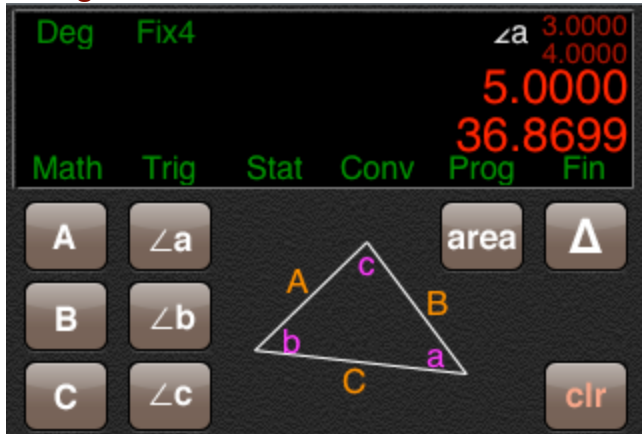 Deg Fix4 ∠a 3.0000
4.0000
5.0000
36.8699
Math Trig Stat Conv Prog Fin
A ∠a area Δ
c
A
B
B ∠b
b
a
C
C ∠c clr